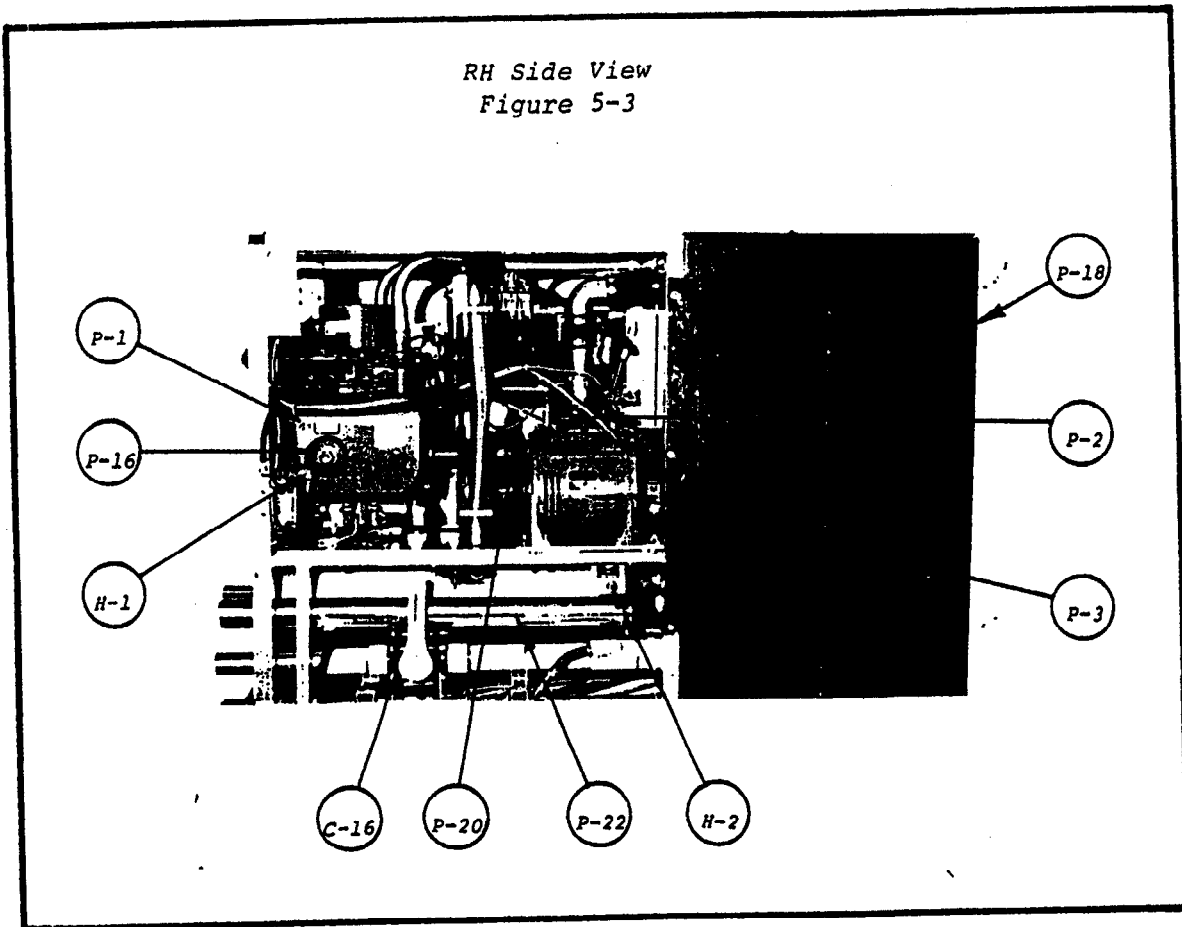 RH Side View
Figure 5-3
P-18
P-1
P-2
P-16
H-1
P-3
C-16
P-20
P-22
H-2